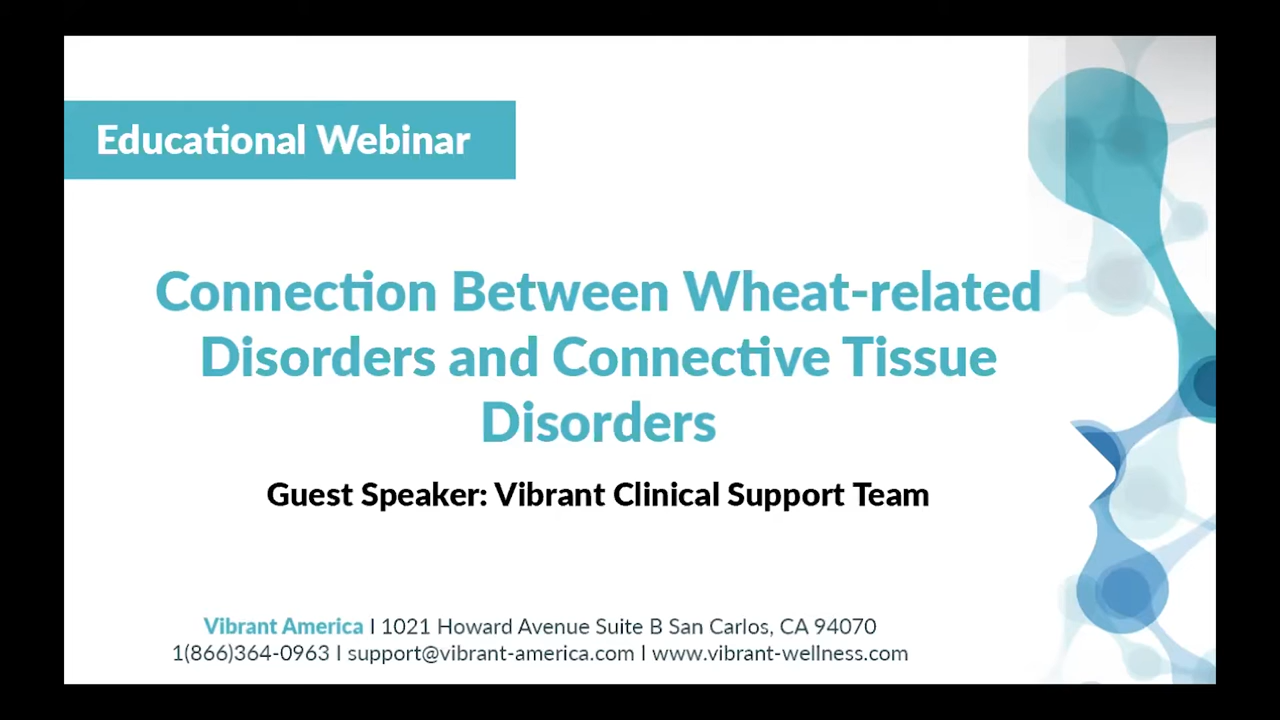 Educational Webinar
Connection Between Wheat-related
Disorders and Connective Tissue
Disorders
Guest Speaker: Vibrant Clinical Support Team
Vibrant America I 1021 Howard Avenue Suite B San Carlos, CA 94070
1(866)364-0963 I support@vibrant-america.com I www.vibrant-wellness.com